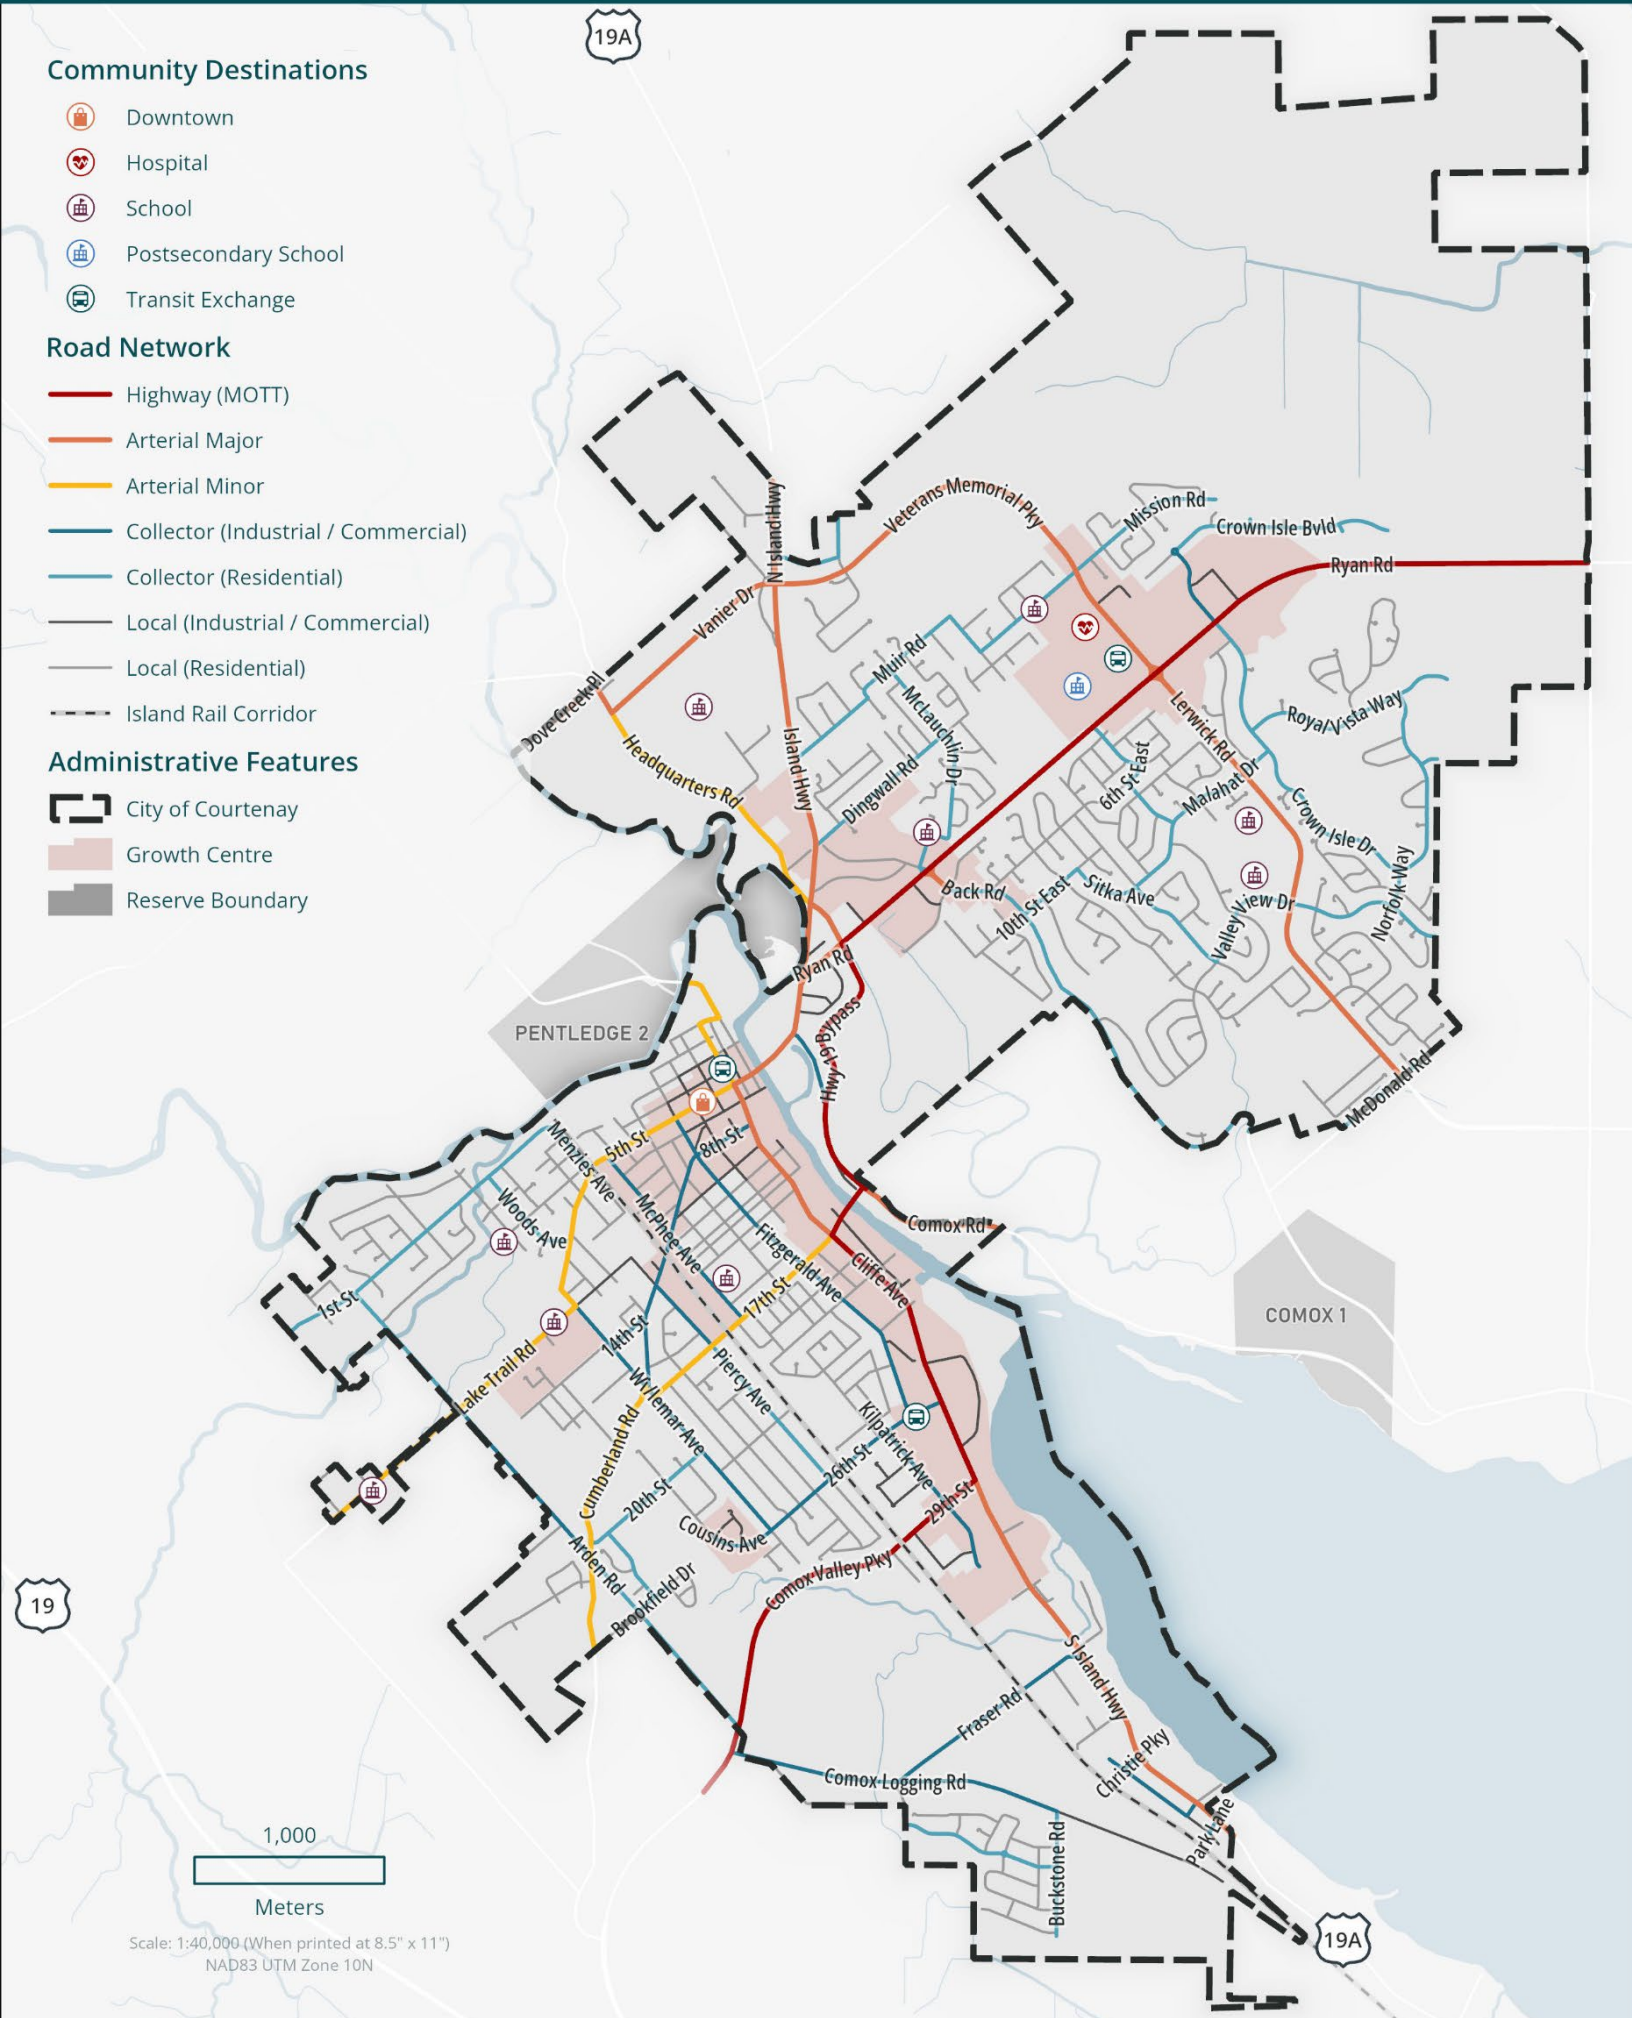 19A
Community Destinations
Downtown
Hospital
School
Postsecondary School
Transit Exchange
Road Network
Highway (MOTT)
Arterial Major
Arterial Minor
Collector (Industrial / Commercial)
Collector (Residential)
Local (Industrial / Commercial)
Local (Residential)
Island Rail Corridor
Administrative Features
City of Courtenay
Growth Centre
Reserve Boundary
N Island Hwy
Veterans Memorial Pky
Mission Rd
Crown Isle Bvld
Ryan Rd
Vanier Dr
Muir Rd
McLauchlin Dr
Dove Creek Pl
Headquarters Rd
Island Hwy
Dingwall Rd
Lerwick Rd
Royal Vista Way
6th St East
Malahat Dr
Crown Isle Dr
Back Rd
10th St East
Sitka Ave
Valley View Dr
Norfolk Way
Ryan Rd
Hwy 19A Bypass
PENTLEDGE 2
McDonald Rd
Menzies Ave
5th St
8th St
Woods Ave
McPhee Ave
Fitzgerald Ave
Comox Rd
Cliffe Ave
17th St
1st St
COMOX 1
14th St
Lake Trail Rd
Willemar Ave
Piercy Ave
Cumberland Rd
Kilpatrick Ave
26th St
20th St
29th St
Cousins Ave
Arden Rd
Comox Valley Pky
Brookfield Dr
19
S Island Hwy
Fraser Rd
Christie Pky
Comox Logging Rd
Park Lane
Buckstone Rd
1,000
Meters
Scale: 1:40,000 (When printed at 8.5" x 11")
NAD83 UTM Zone 10N
19A